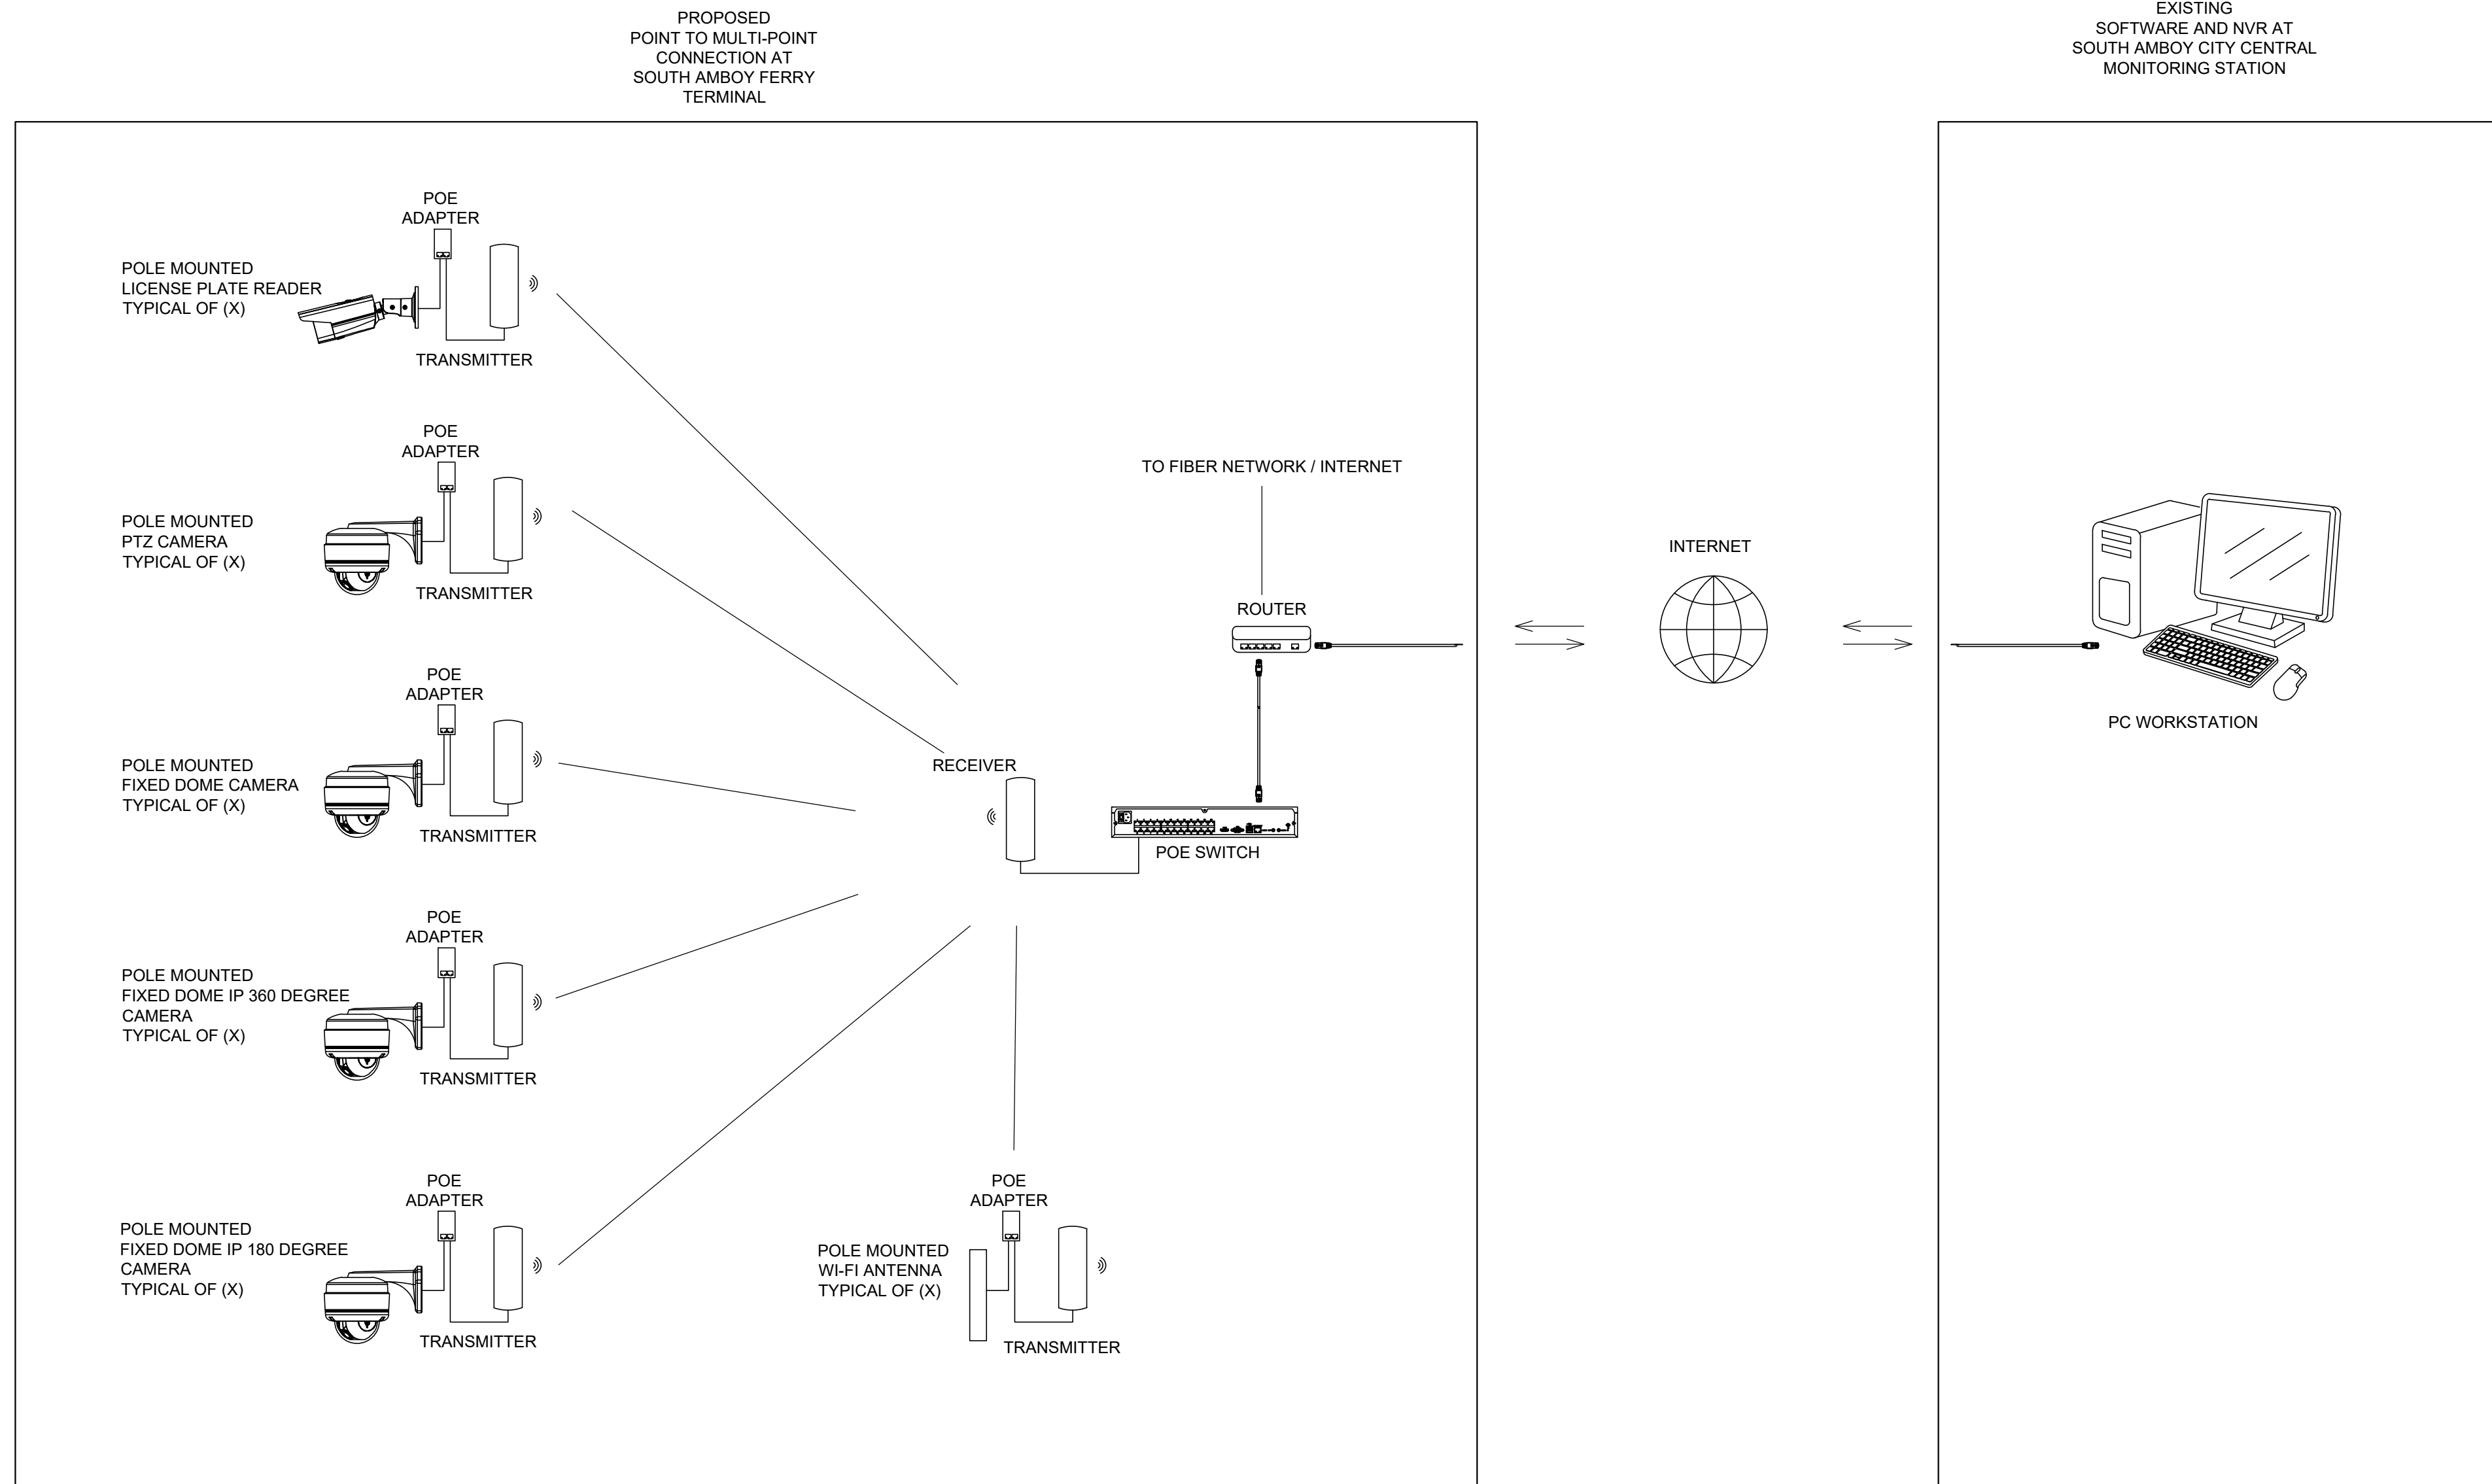 PROPOSED
POINT TO MULTI-POINT
CONNECTION AT
SOUTH AMBOY FERRY
TERMINAL
EXISTING
SOFTWARE AND NVR AT
SOUTH AMBOY CITY CENTRAL
MONITORING STATION
POE
ADAPTER
POLE MOUNTED
LICENSE PLATE READER
TYPICAL OF (X)
TRANSMITTER
POE
ADAPTER
POLE MOUNTED
PTZ CAMERA
TYPICAL OF (X)
TRANSMITTER
POE
ADAPTER
POLE MOUNTED
FIXED DOME CAMERA
TYPICAL OF (X)
TRANSMITTER
POE
ADAPTER
POLE MOUNTED
FIXED DOME IP 360 DEGREE
CAMERA
TYPICAL OF (X)
TRANSMITTER
POE
ADAPTER
POLE MOUNTED
FIXED DOME IP 180 DEGREE
CAMERA
TYPICAL OF (X)
TRANSMITTER
POE
ADAPTER
POLE MOUNTED
WI-FI ANTENNA
TYPICAL OF (X)
TRANSMITTER
RECEIVER
POE SWITCH
TO FIBER NETWORK / INTERNET
ROUTER
INTERNET
PC WORKSTATION